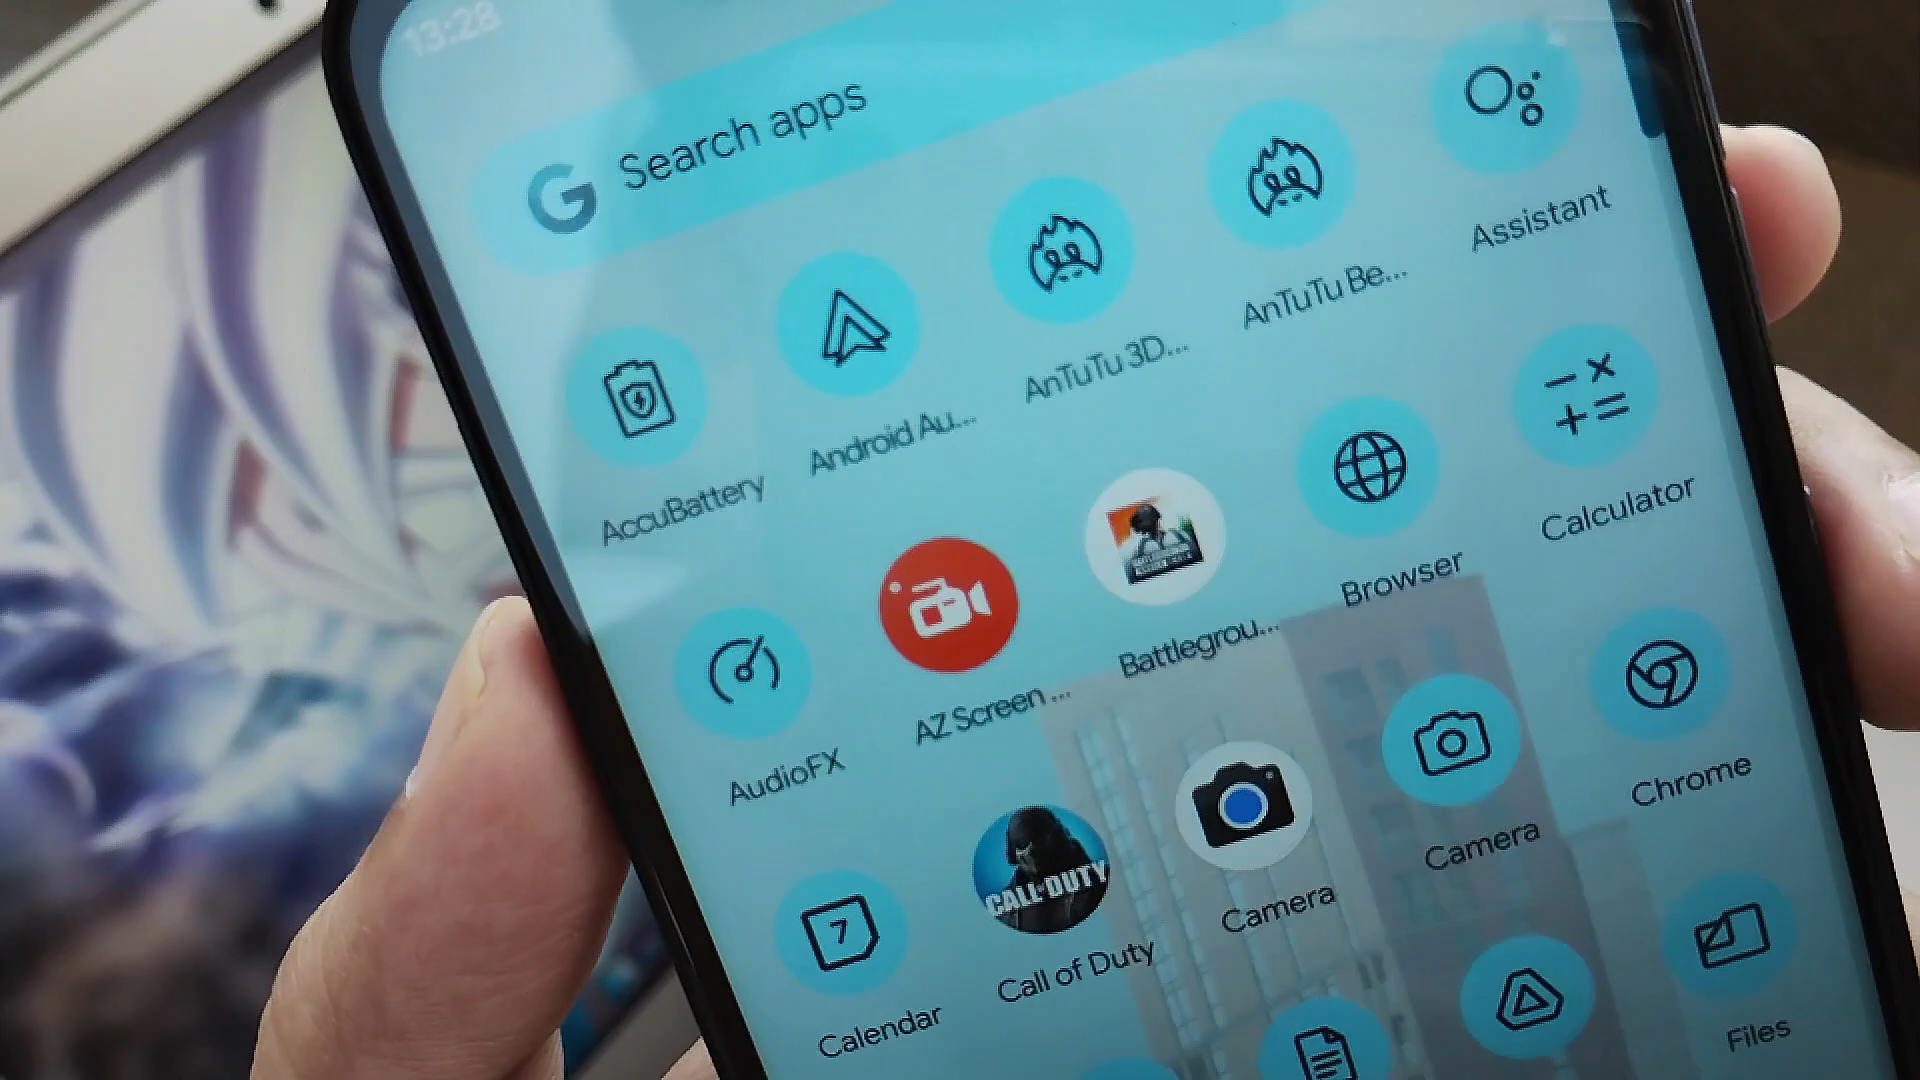 13:28
G Search apps
AccuBattery
Android Au...
AnTuTu 3D...
AnTuTu Be...
Assistant
AudioFX
AZ Screen ...
Battlegrou...
Browser
Calculator
7
Calendar
CALL OF DUTY
Call of Duty
Camera
Camera
Chrome
Files